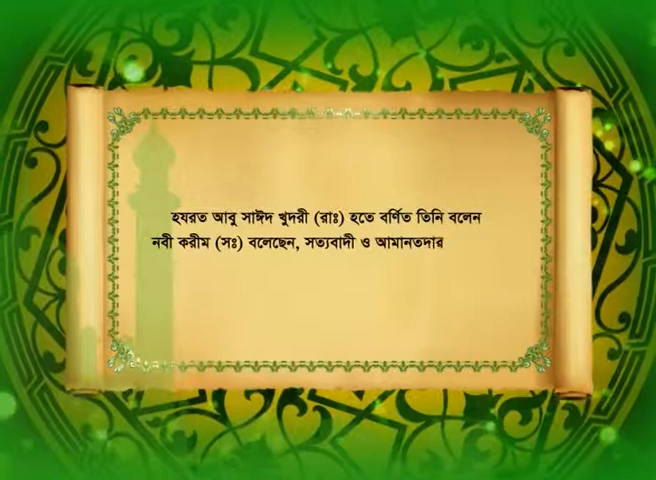 হযরত আবু সাঈদ খুদরী (রাঃ) হতে বর্ণিত তিনি বলেন
নবী করীম (সঃ) বলেছেন, সত্যবাদী ও আমানতদার